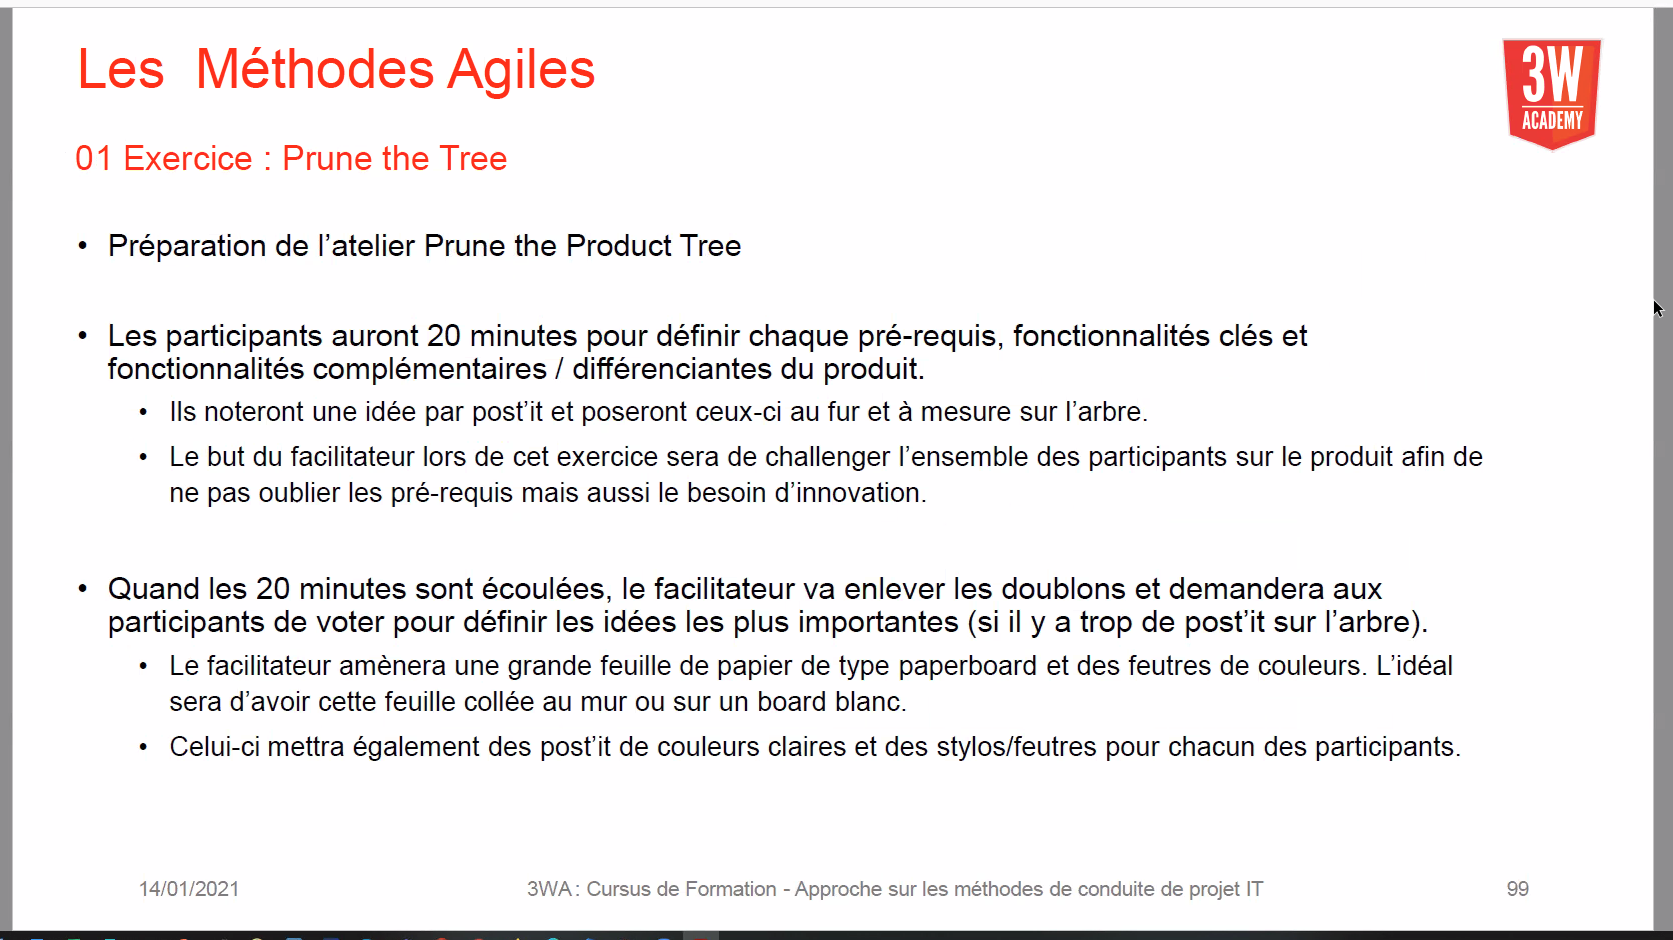 Les Méthodes Agiles
3W
ACADEMY
01 Exercice : Prune the Tree
• Préparation de l’atelier Prune the Product Tree
• Les participants auront 20 minutes pour définir chaque pré-requis, fonctionnalités clés et
fonctionnalités complémentaires / différenciantes du produit.
• Ils noteront une idée par post’it et poseront ceux-ci au fur et à mesure sur l’arbre.
• Le but du facilitateur lors de cet exercice sera de challenger l’ensemble des participants sur le produit afin de
ne pas oublier les pré-requis mais aussi le besoin d’innovation.
• Quand les 20 minutes sont écoulées, le facilitateur va enlever les doublons et demandera aux
participants de voter pour définir les idées les plus importantes (si il y a trop de post’it sur l’arbre).
• Le facilitateur amènera une grande feuille de papier de type paperboard et des feutres de couleurs. L’idéal
sera d’avoir cette feuille collée au mur ou sur un board blanc.
• Celui-ci mettra également des post’it de couleurs claires et des stylos/feutres pour chacun des participants.
14/01/2021
3WA : Cursus de Formation - Approche sur les méthodes de conduite de projet IT
99